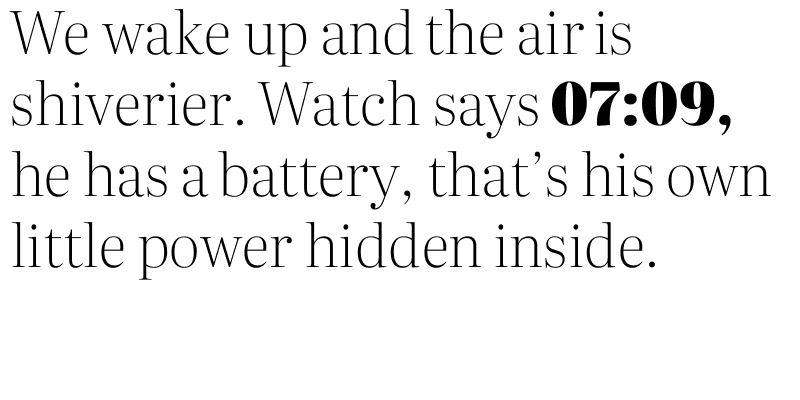 We wake up and the air is
shiverier. Watch says 07:09,
he has a battery, that’s his own
little power hidden inside.